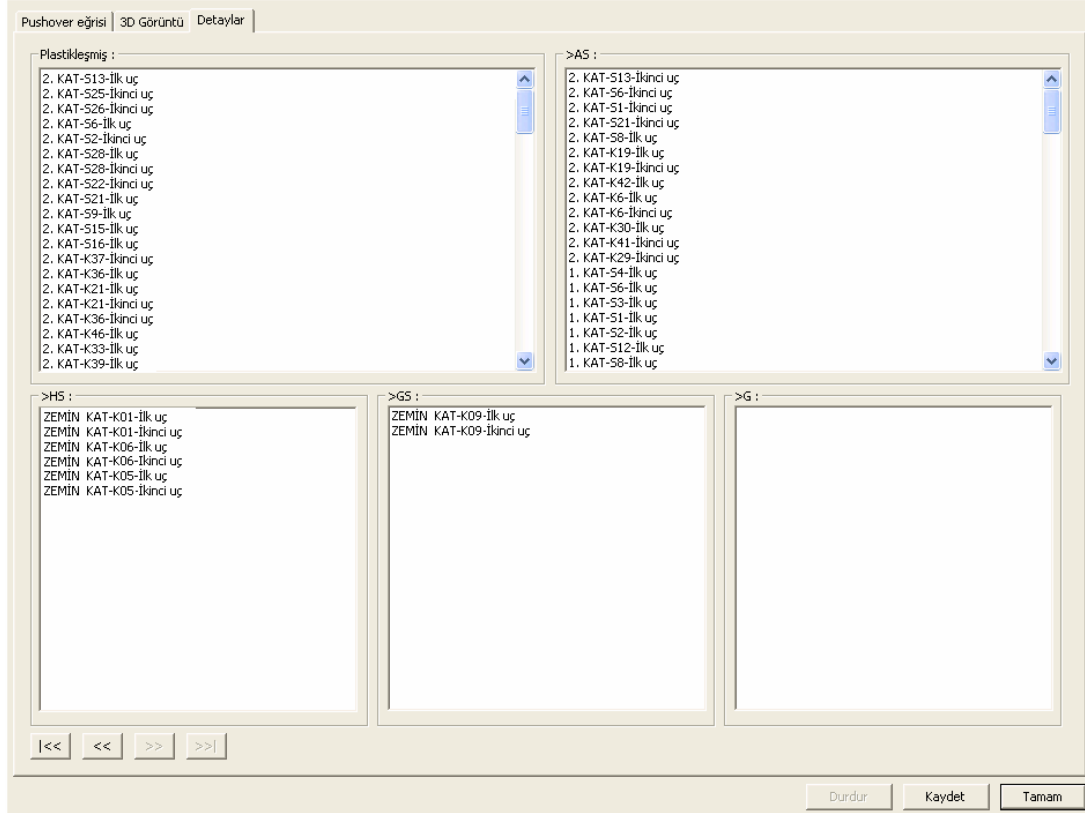 Pushover eğrisi 3D Görüntü Detaylar
Plastikleşmiş :
2. KAT-S13-İlk uç
2. KAT-S25-İkinci uç
2. KAT-S26-İkinci uç
2. KAT-S6-İlk uç
2. KAT-S2-İkinci uç
2. KAT-S28-İlk uç
2. KAT-S28-İkinci uç
2. KAT-S22-İkinci uç
2. KAT-S21-İlk uç
2. KAT-S9-İlk uç
2. KAT-S15-İlk uç
2. KAT-S16-İlk uç
2. KAT-K37-İkinci uç
2. KAT-K36-İlk uç
2. KAT-K21-İlk uç
2. KAT-K21-İkinci uç
2. KAT-K36-İkinci uç
2. KAT-K46-İlk uç
2. KAT-K33-İlk uç
2. KAT-K39-İlk uç
>AS :
2. KAT-S13-İkinci uç
2. KAT-S6-İkinci uç
2. KAT-S1-İkinci uç
2. KAT-S21-İkinci uç
2. KAT-S8-İlk uç
2. KAT-K19-İlk uç
2. KAT-K19-İkinci uç
2. KAT-K42-İlk uç
2. KAT-K6-İlk uç
2. KAT-K6-İkinci uç
2. KAT-K30-İlk uç
2. KAT-K41-İkinci uç
2. KAT-K29-İkinci uç
1. KAT-S4-İlk uç
1. KAT-S6-İlk uç
1. KAT-S3-İlk uç
1. KAT-S1-İlk uç
1. KAT-S2-İlk uç
1. KAT-S12-İlk uç
1. KAT-S8-İlk uç
>HS :
ZEMİN KAT-K01-İlk uç
ZEMİN KAT-K01-İkinci uç
ZEMİN KAT-K06-İlk uç
ZEMİN KAT-K06-Ikinci uç
ZEMİN KAT-K05-İlk uç
ZEMİN KAT-K05-İkinci uç
>GS :
ZEMİN KAT-K09-İlk uç
ZEMİN KAT-K09-İkinci uç
>G :
|<< << >> >>|
Durdur Kaydet Tamam